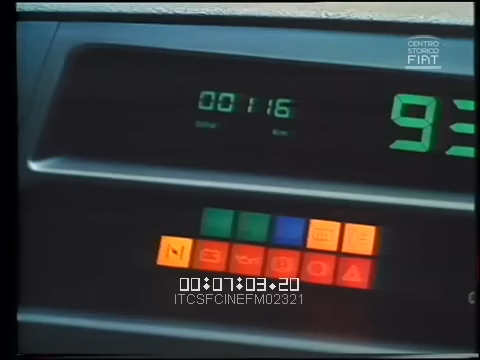 CENTRO
STORICO
FIAT
00116
93
00:07:03.20
ITCSFCINEFM02321